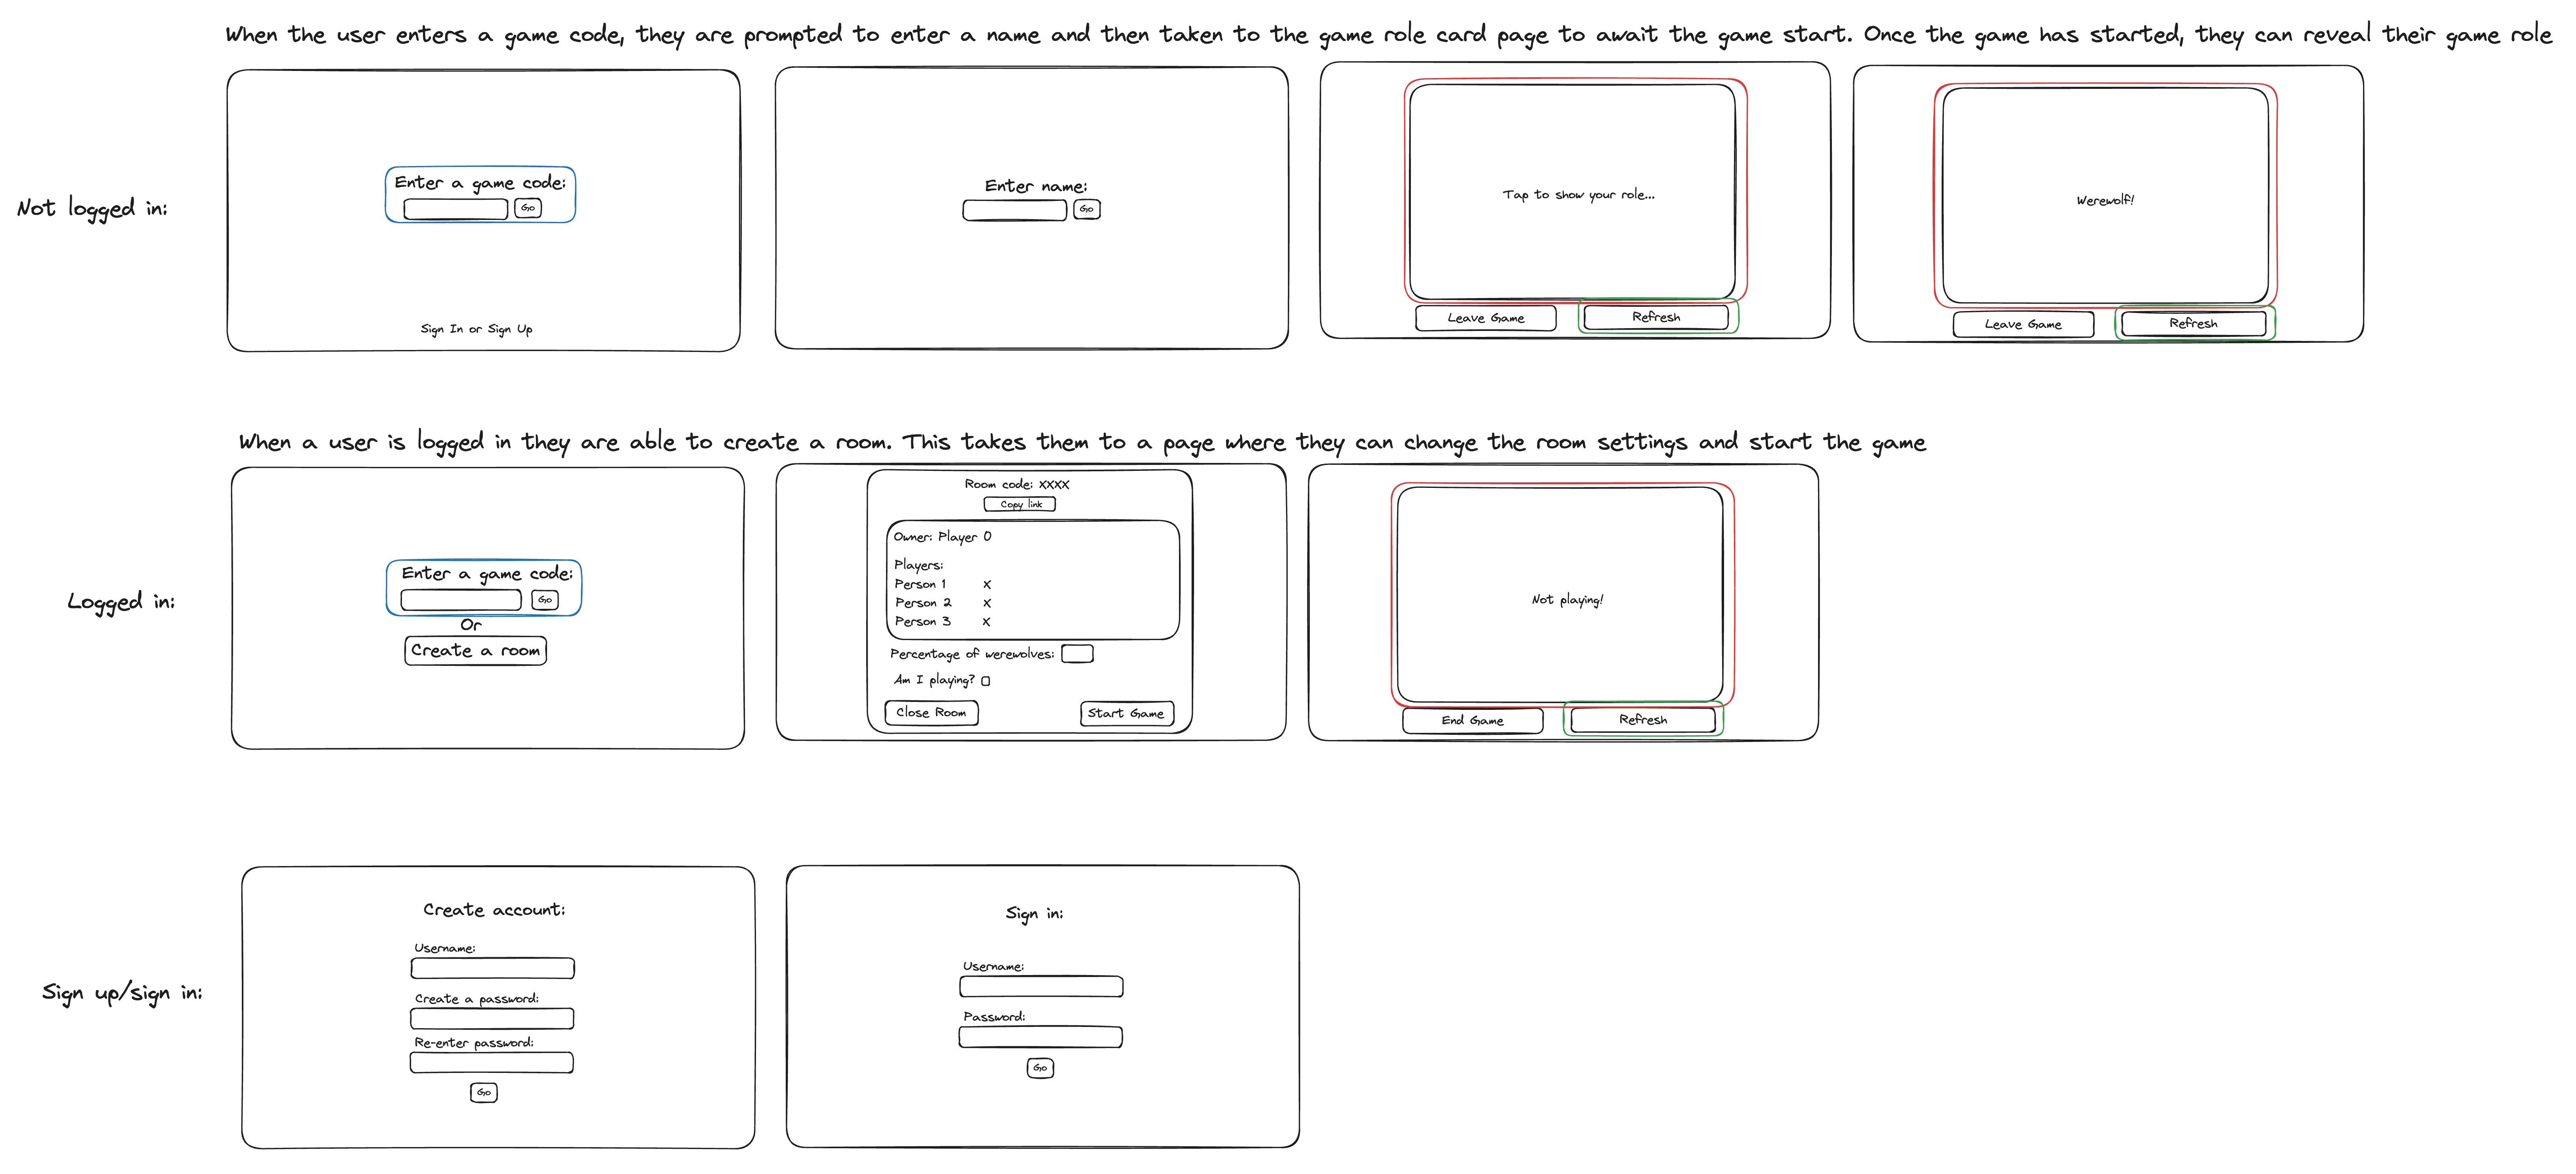 When the user enters a game code, they are prompted to enter a name and then taken to the game role card page to await the game start. Once the game has started, they can reveal their game role
Not logged in:
Enter a game code:
Go
Sign In or Sign Up
Enter name:
Go
Tap to show your role...
Leave Game
Refresh
Werewolf!
Leave Game
Refresh
When a user is logged in they are able to create a room. This takes them to a page where they can change the room settings and start the game
Logged in:
Enter a game code:
Go
Or
Create a room
Room code: XXXX
Copy link
Owner: Player 0
Players:
Person 1 x
Person 2 x
Person 3 x
Percentage of werewolves:
Am I playing?
Close Room
Start Game
Not playing!
End Game
Refresh
Sign up/sign in:
Create account:
Username:
Create a password:
Re-enter password:
Go
Sign in:
Username:
Password:
Go